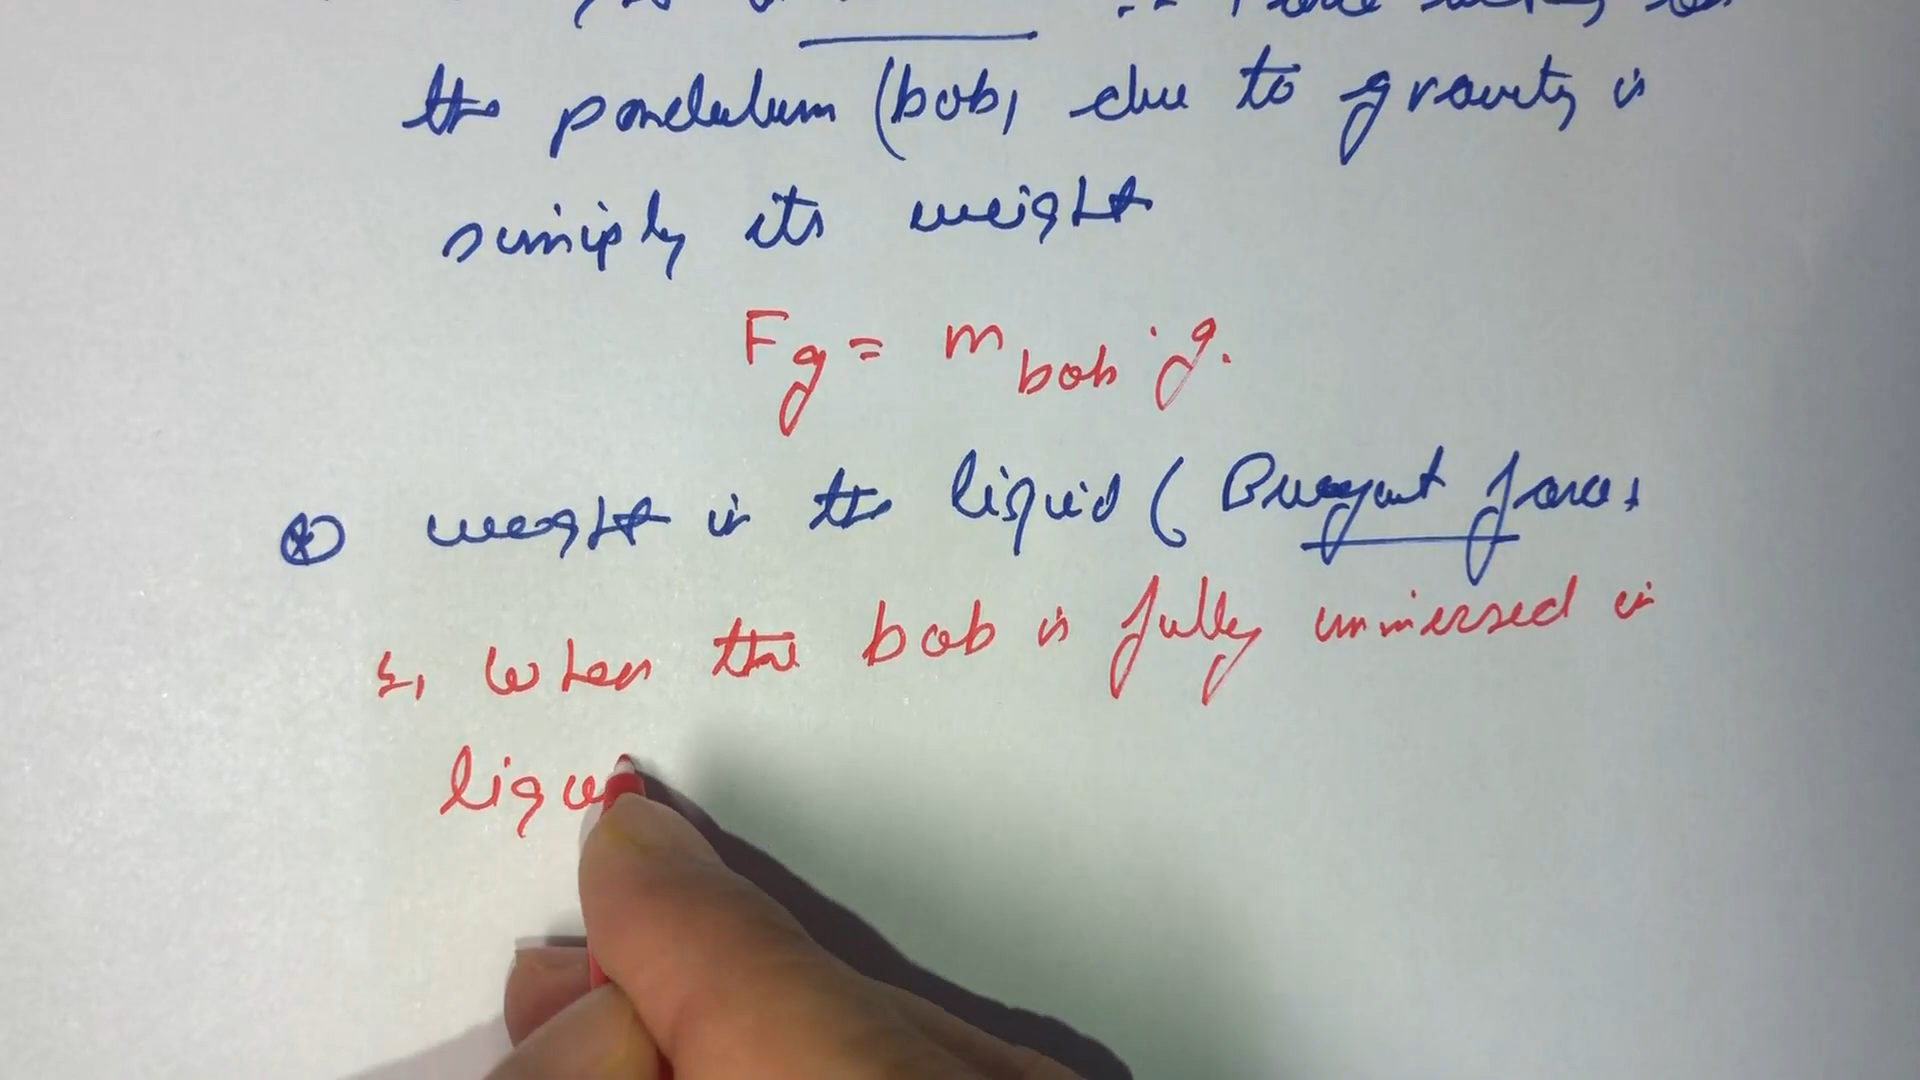 the pendulum (bob) due to gravity is
simply its weight
Fg = m bob · g.
⊛ weight in the liquid (Buoyant force)
↳, when the bob is fully immersed in
liqu